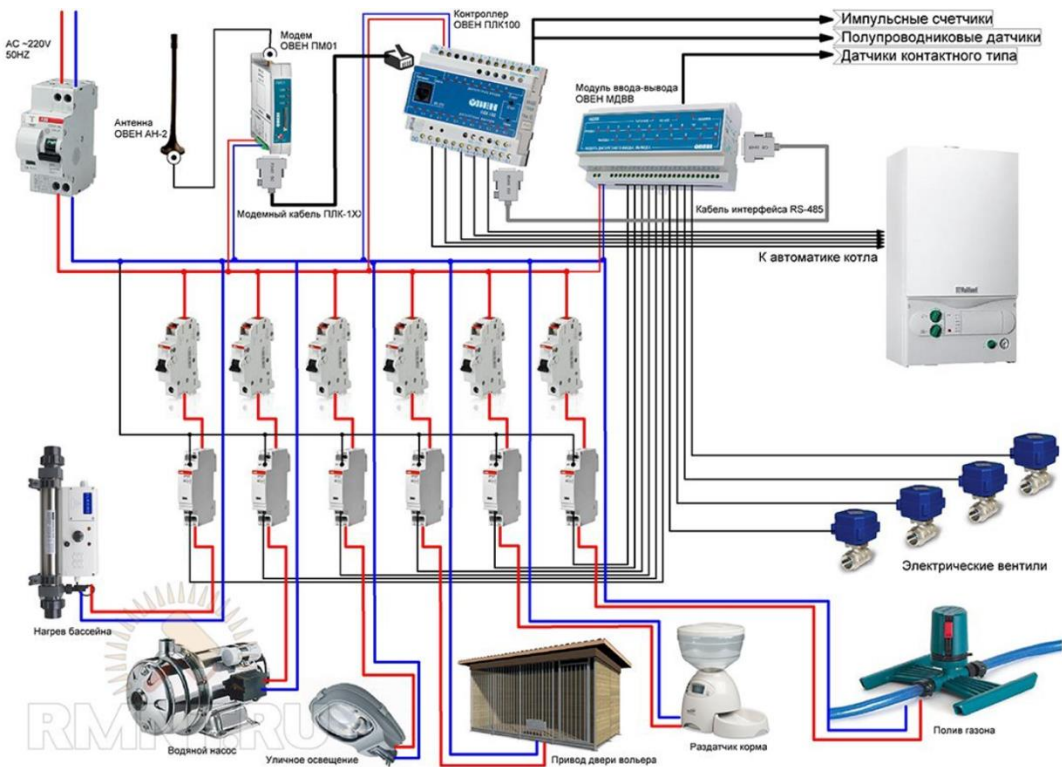 AC ~220V
50HZ
Антенна
ОВЕН АН-2
Модем
ОВЕН ПМ01
Контроллер
ОВЕН ПЛК100
Модуль ввода-вывода
ОВЕН МДВВ
Импульсные счетчики
Полупроводниковые датчики
Датчики контактного типа
Модемный кабель ПЛК-1ХХ
Кабель интерфейса RS-485
К автоматике котла
Vaillant
Электрические вентили
Нагрев бассейна
Водяной насос
Уличное освещение
Привод двери вольера
Раздатчик корма
Полив газона